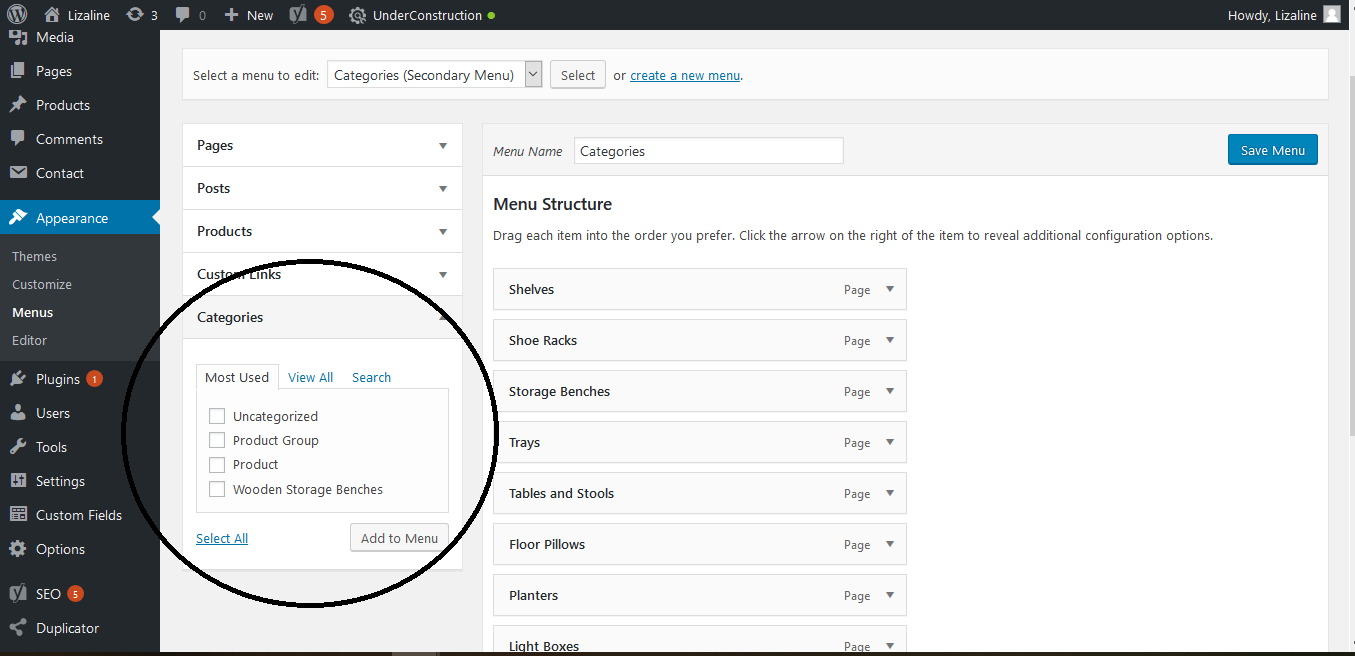 Lizaline 3 0 New 5 UnderConstruction Howdy, Lizaline
Media
Pages
Products
Comments
Contact
Appearance
Themes
Customize
Menus
Editor
Plugins 1
Users
Tools
Settings
Custom Fields
Options
SEO 5
Duplicator
Select a menu to edit: Categories (Secondary Menu) Select or create a new menu.
Pages
Posts
Products
Custom Links
Categories
Most Used View All Search
Uncategorized
Product Group
Product
Wooden Storage Benches
Select All Add to Menu
Menu Name Categories Save Menu
Menu Structure
Drag each item into the order you prefer. Click the arrow on the right of the item to reveal additional configuration options.
Shelves Page
Shoe Racks Page
Storage Benches Page
Trays Page
Tables and Stools Page
Floor Pillows Page
Planters Page
Light Boxes Page